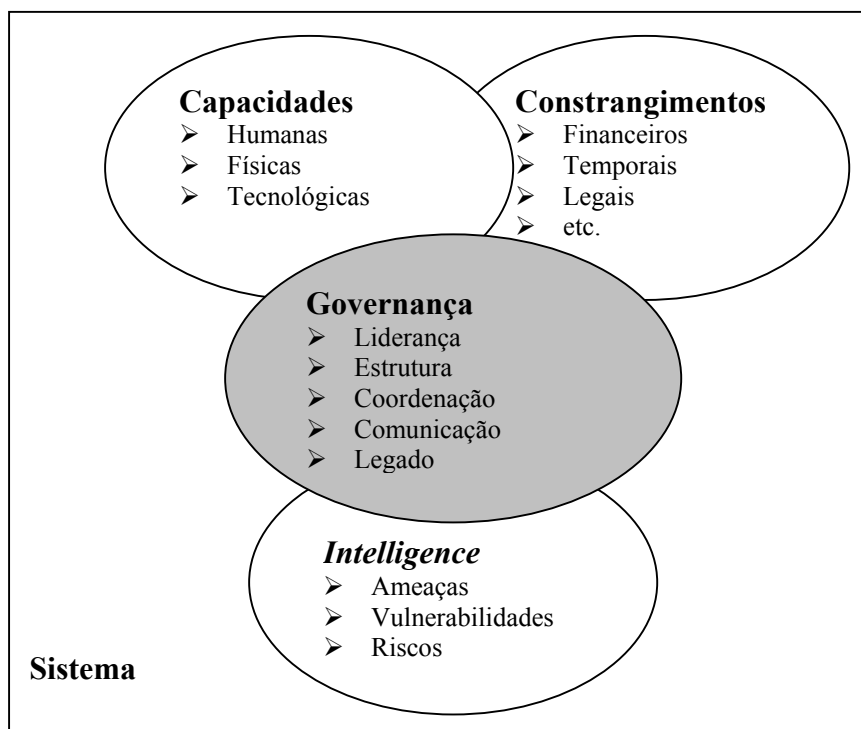 Capacidades
➢ Humanas
➢ Físicas
➢ Tecnológicas
Constrangimentos
➢ Financeiros
➢ Temporais
➢ Legais
➢ etc.
Governança
➢ Liderança
➢ Estrutura
➢ Coordenação
➢ Comunicação
➢ Legado
Intelligence
➢ Ameaças
➢ Vulnerabilidades
➢ Riscos
Sistema